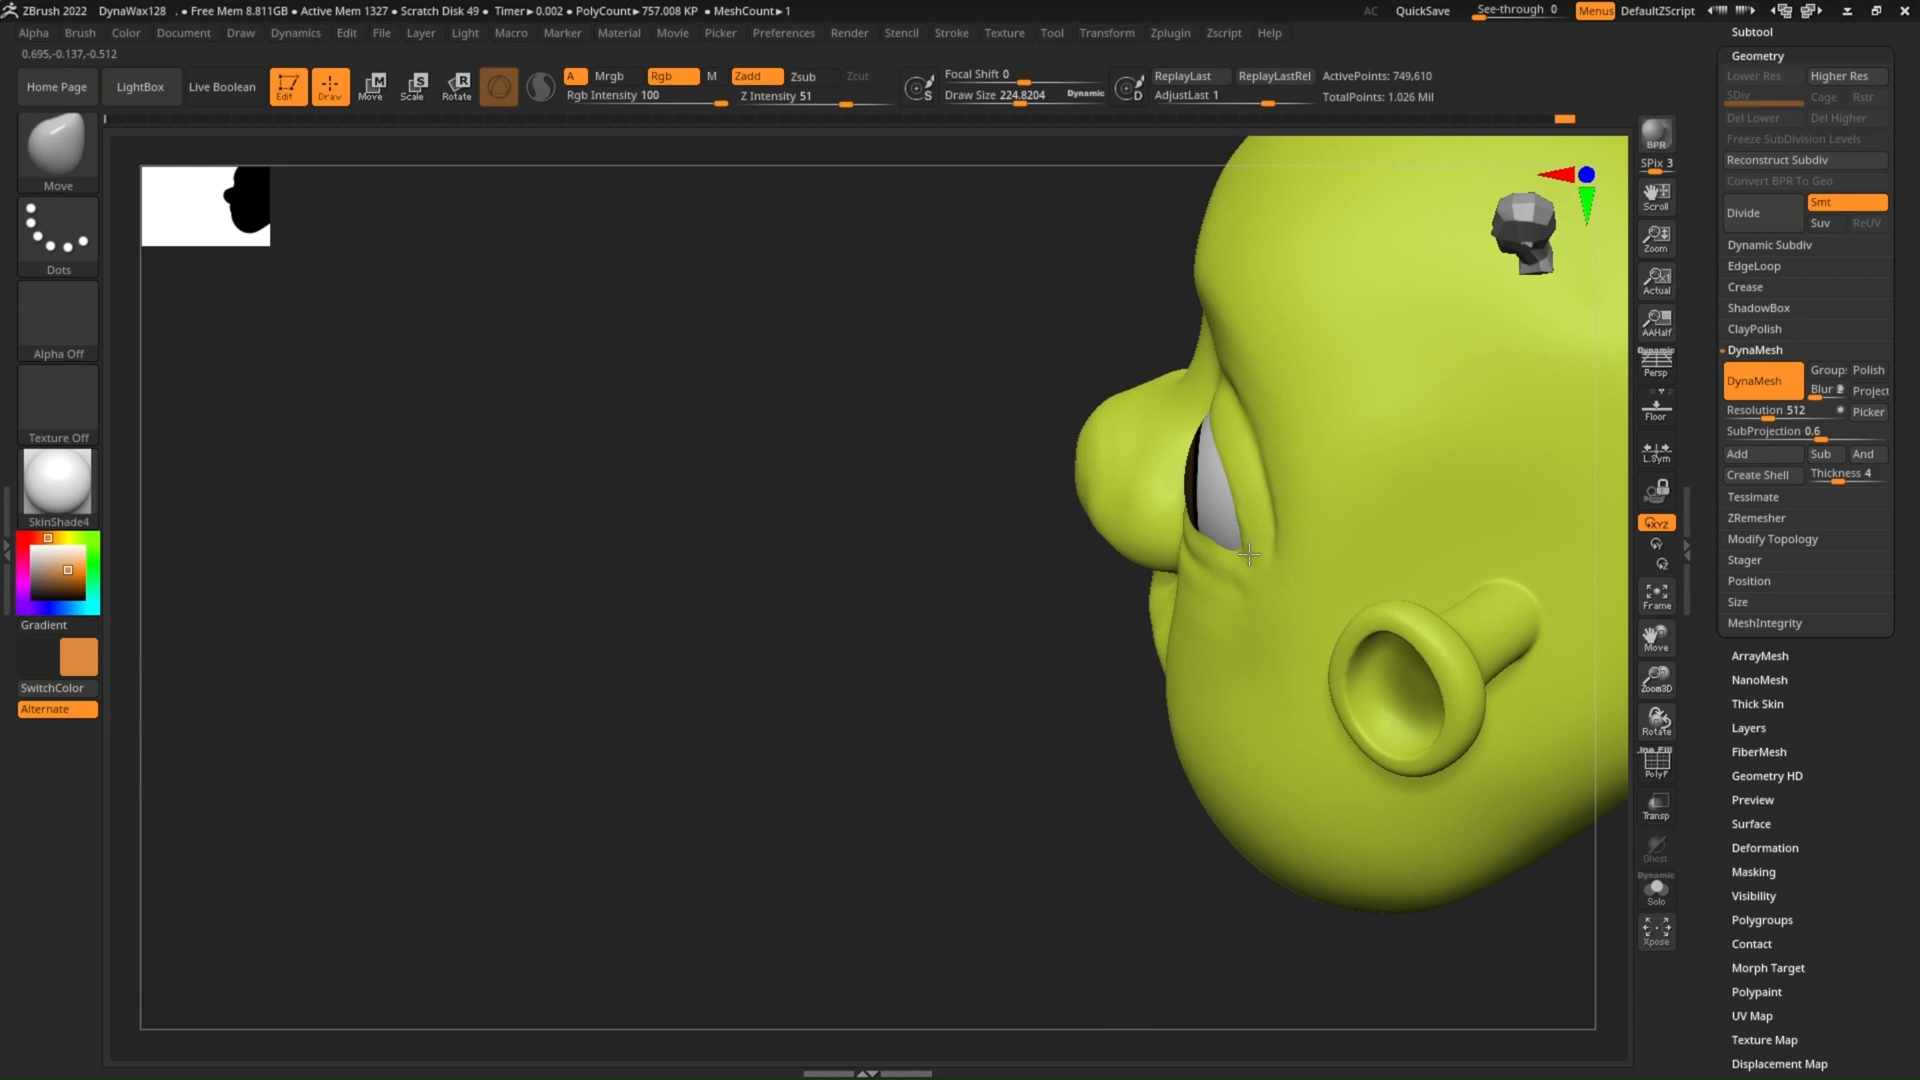 ZBrush 2022 DynaWax128 . • Free Mem 8.811GB • Active Mem 1327 • Scratch Disk 49 • Timer▸0.002 • PolyCount▸757.008 KP • MeshCount▸1 AC QuickSave See-through 0 Menus DefaultZScript
Alpha Brush Color Document Draw Dynamics Edit File Layer Light Macro Marker Material Movie Picker Preferences Render Stencil Stroke Texture Tool Transform Zplugin Zscript Help
0.695,-0.137,-0.512
Home Page LightBox Live Boolean Edit Draw Move Scale Rotate
A Mrgb Rgb M Zadd Zsub Zcut
Rgb Intensity 100 Z Intensity 51
S
Focal Shift 0
Draw Size 224.8204 Dynamic
D
ReplayLast ReplayLastRel
AdjustLast 1
ActivePoints: 749,610
TotalPoints: 1.026 Mil
Move
Dots
Alpha Off
Texture Off
SkinShade4
Gradient
SwitchColor
Alternate
BPR
SPix 3
Scroll
Zoom
Actual
AAHalf
Dynamic
Persp
Floor
L.Sym
XYZ
Y
Z
Frame
Move
Zoom3D
Rotate
Line Fill
PolyF
Transp
Ghost
Dynamic
Solo
Xpose
Subtool
Geometry
Lower Res Higher Res
SDiv Cage Rstr
Del Lower Del Higher
Freeze SubDivision Levels
Reconstruct Subdiv
Convert BPR To Geo
Divide Smt
Suv ReUV
Dynamic Subdiv
EdgeLoop
Crease
ShadowBox
ClayPolish
DynaMesh
DynaMesh Group: Polish
Blur 2 Project
Resolution 512 Picker
SubProjection 0.6
Add Sub And
Create Shell Thickness 4
Tessimate
ZRemesher
Modify Topology
Stager
Position
Size
MeshIntegrity
ArrayMesh
NanoMesh
Thick Skin
Layers
FiberMesh
Geometry HD
Preview
Surface
Deformation
Masking
Visibility
Polygroups
Contact
Morph Target
Polypaint
UV Map
Texture Map
Displacement Map